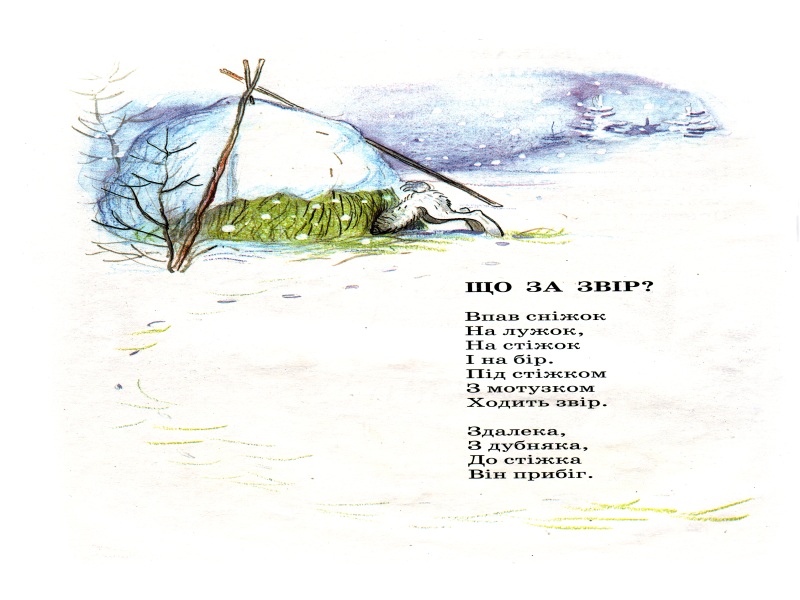 ЩО ЗА ЗВІР?
Впав сніжок
На лужок,
На стіжок
І на бір.
Під стіжком
З мотузком
Ходить звір.
Здалека,
З дубняка,
До стіжка
Він прибіг.